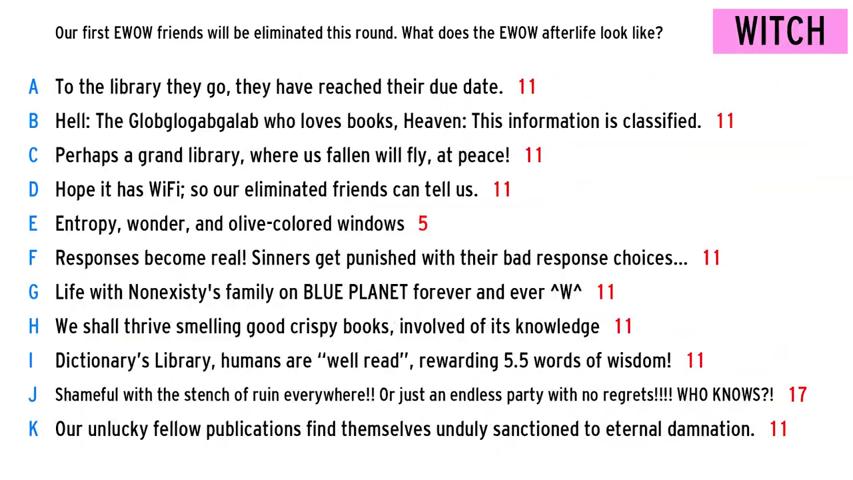 Our first EWOW friends will be eliminated this round. What does the EWOW afterlife look like?
WITCH
A To the library they go, they have reached their due date. 11
B Hell: The Globglogabgalab who loves books, Heaven: This information is classified. 11
C Perhaps a grand library, where us fallen will fly, at peace! 11
D Hope it has WiFi; so our eliminated friends can tell us. 11
E Entropy, wonder, and olive-colored windows 5
F Responses become real! Sinners get punished with their bad response choices... 11
G Life with Nonexisty's family on BLUE PLANET forever and ever ^W^ 11
H We shall thrive smelling good crispy books, involved of its knowledge 11
I Dictionary's Library, humans are “well read”, rewarding 5.5 words of wisdom! 11
J Shameful with the stench of ruin everywhere!! Or just an endless party with no regrets!!!! WHO KNOWS?! 17
K Our unlucky fellow publications find themselves unduly sanctioned to eternal damnation. 11